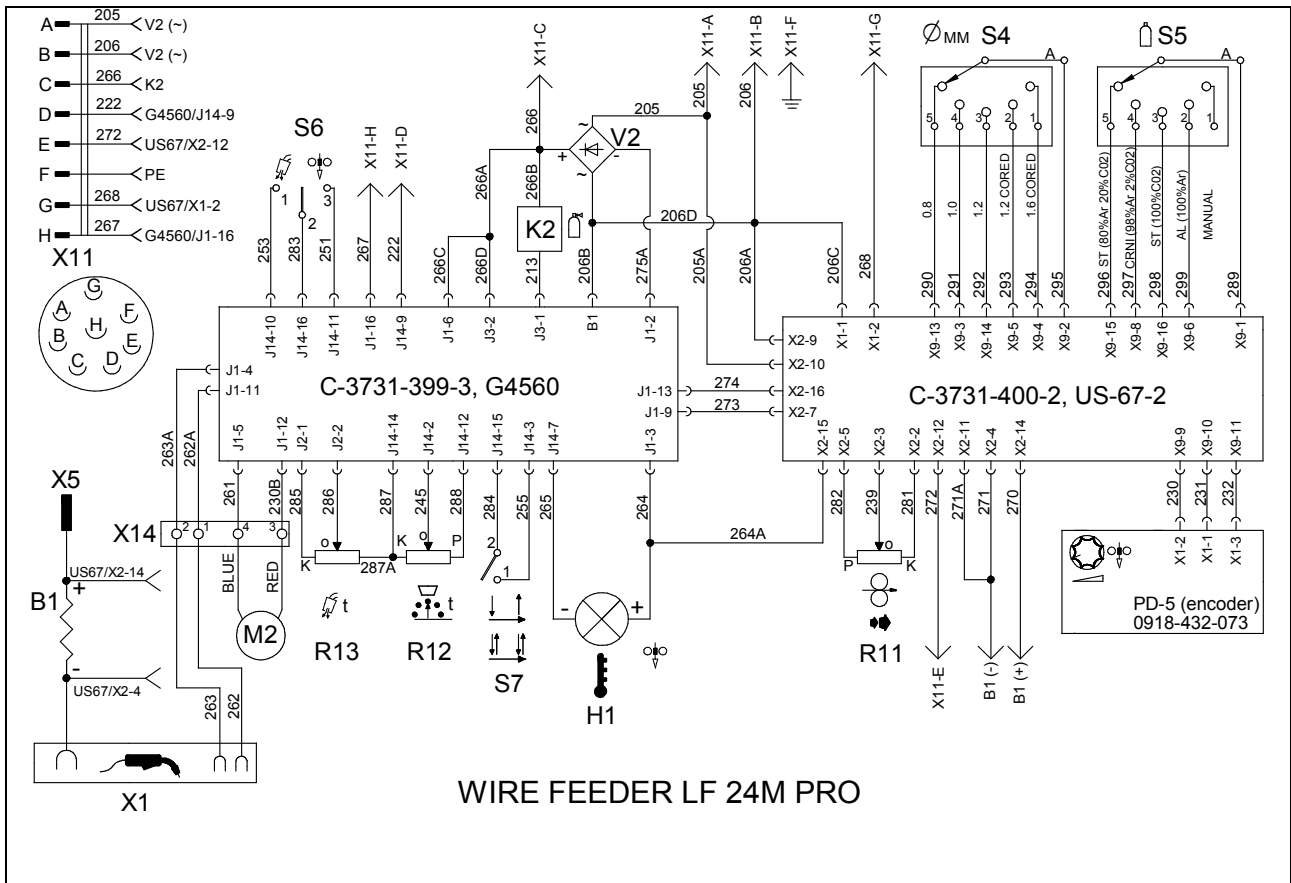 A 205 V2 (~)
B 206 V2 (~)
C 266 K2
D 222 G4560/J14-9
E 272 US67/X2-12
F PE
G 268 US67/X1-2
H 267 G4560/J1-16
X11
G
A F
H
B E
C D
X11-C
X11-A
X11-B
X11-F
X11-G
266
205
205
206
S6
1
3
2
253
283
251
X11-H
X11-D
267
222
266A
266B
266C
266D
K2
213
V2
~
+
-
~
206D
206B
275A
205A
206A
206C
268
ØMM S4
A
5 4 3 2 1
0.8
1.0
1.2
1.2 CORED
1.6 CORED
290
291
292
293
294
295
S5
A
5 4 3 2 1
ST (80%Ar 20%C02)
CRNI (98%Ar 2%C02)
ST (100%C02)
AL (100%Ar)
MANUAL
296
297
298
299
289
J14-10
J14-16
J14-11
J1-16
J14-9
J1-6
J3-2
J3-1
B1
J1-2
J1-4
J1-11
C-3731-399-3, G4560
J1-13
J1-9
J1-5
J1-12
J2-1
J2-2
J14-14
J14-2
J14-12
J14-15
J14-3
J14-7
J1-3
274
273
X1-1
X1-2
X9-13
X9-3
X9-14
X9-5
X9-4
X9-2
X9-15
X9-8
X9-16
X9-6
X9-1
X2-9
X2-10
X2-16
X2-7
C-3731-400-2, US-67-2
X2-15
X2-5
X2-3
X2-2
X2-12
X2-11
X2-4
X2-14
X9-9
X9-10
X9-11
263A
262A
261
230B
285
286
287
245
288
284
255
265
264
264A
282
239
281
272
271A
271
270
230
231
232
X5
X14
2 1 4 3
BLUE
RED
M2
US67/X2-14
+
B1
-
US67/X2-4
263
262
X1
K
o
287A
t
R13
K
o
P
t
R12
2
1
S7
-
+
H1
P
o
K
R11
X11-E
B1 (-)
B1 (+)
X1-2
X1-1
X1-3
PD-5 (encoder)
0918-432-073
WIRE FEEDER LF 24M PRO